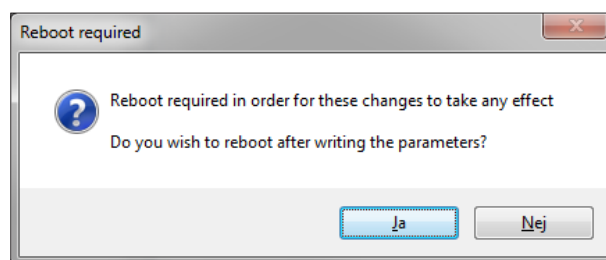 Reboot required
Reboot required in order for these changes to take any effect
Do you wish to reboot after writing the parameters?
Ja
Nej